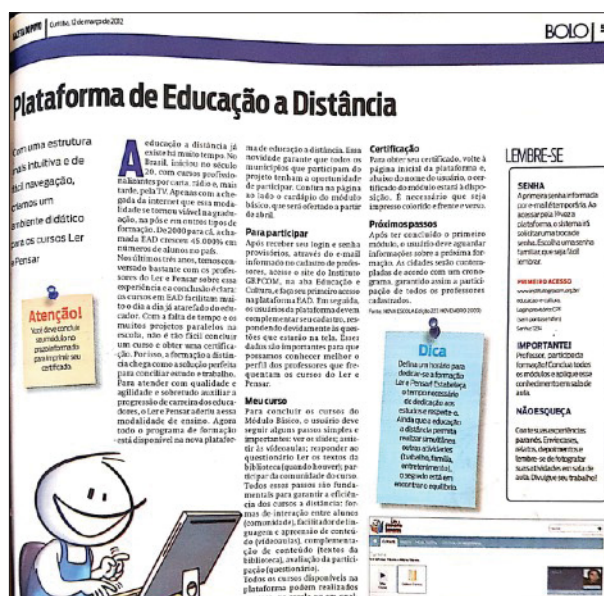 Curitiba, 12 de março de 2012
BOLO
Plataforma de Educação a Distância
Com uma estrutura
mais intuitiva e de
fácil navegação,
criamos um
ambiente didático
para os cursos Ler
e Pensar
Atenção!
Você deve concluir
seu módulo no
prazo informado
para imprimir seu
certificado.
A educação a distância já
existe há muito tempo. No
Brasil, iniciou no século
20, com cursos profissio-
nalizantes por carta, rádio e, mais
tarde, pela TV. Apenas com a che-
gada da internet que essa moda-
lidade se tornou viável na gradu-
ação, na pós e em outros tipos de
formação. De 2000 para cá, a cha-
mada EAD cresceu 45.000% em
números de alunos no país.
Nos últimos três anos, temos con-
versado bastante com os profes-
sores do Ler e Pensar sobre essa
experiência e a conclusão é clara:
os cursos em EAD facilitam mui-
to o dia a dia já atarefado do edu-
cador. Com a falta de tempo e os
muitos projetos paralelos na
escola, não é tão fácil concluir
um curso e obter uma certifica-
ção. Por isso, a formação a distân-
cia chega como a solução perfeita
para conciliar estudo e trabalho.
Para atender com qualidade e
agilidade e sobretudo auxiliar a
progressão de carreira dos educa-
dores, o Ler e Pensar aderiu a essa
modalidade de ensino. Agora
todo o programa de formação
está disponível na nova platafor-
ma de educação a distância. Essa
novidade garante que todos os
municípios que participam do
projeto tenham a oportunidade
de participar. Confira na página
ao lado o cardápio do módulo
básico, que será ofertado a partir
de abril.
Para participar
Após receber seu login e senha
provisórios, através do e-mail
informado no cadastro de profes-
sores, acesse o site do Instituto
GRPCOM, na aba Educação e
Cultura, e faça seu primeiro acesso
na plataforma EAD. Em seguida,
os usuários da plataforma devem
complementar seu cadastro, res-
pondendo devidamente às ques-
tões que estarão na tela. Esses
dados são importantes para que
possamos conhecer melhor o
perfil dos professores que fre-
quentam os cursos do Ler e
Pensar.
Meu curso
Para concluir os cursos do
Módulo Básico, o usuário deve
seguir alguns passos simples e
importantes: ver os slides; assis-
tir às vídeoaulas; responder ao
questionário Ler os textos da
biblioteca (quando houver); par-
ticipar da comunidade do curso.
Todos esses passos são funda-
mentais para garantir a eficiên-
cia dos cursos a distância: for-
mas de interação entre alunos
(comunidade), facilitador de lin-
guagem e apreensão de conteú-
do (vídeoaulas), complementa-
ção de conteúdo (textos da
biblioteca), avaliação da partici-
pação (questionário).
Todos os cursos disponíveis na
plataforma podem realizados
Certificação
Para obter seu certificado, volte à
página inicial da plataforma e,
abaixo do nome do usuário, o cer-
tificado do módulo estará à dispo-
sição. É necessário que seja
impresso colorido e frente e verso.
Próximos passos
Após ter concluído o primeiro
módulo, o usuário deve aguardar
informações sobre a próxima for-
mação. As cidades serão contem-
pladas de acordo com um crono-
grama, garantido assim a partici-
pação de todos os professores
cadastrados.
Fonte: NOVA ESCOLA Edição 227, NOVEMBRO 2009)
Dica
Defina um horário para
dedicar-se a formação
Ler e Pensar! Estabeleça
o tempo necessário
de dedicação aos
estudos e respeite-o.
Ainda que a educação
a distância permita
realizar simultânea
outras atividades
(trabalho, família,
entretenimento),
o segredo está em
encontrar o equilíbrio.
LEMBRE-SE
SENHA
A primeira senha informada
por e-mail é temporária. Ao
acessar pela 1ª vez a
plataforma, o sistema irá
solicitar uma troca de
senha. Escolha uma senha
familiar, que seja fácil
lembrar.
PRIMEIRO ACESSO
Senha: 1234
IMPORTANTE!
Professor, participe da
formação! Conclua todos
os módulos e aplique esse
conhecimento em sala de
aula.
NÃO ESQUEÇA
Conte suas experiências
para nós. Envie cases,
relatos, depoimentos e
lembre-se de fotografar
suas atividades em sala de
aula. Divulgue seu trabalho!